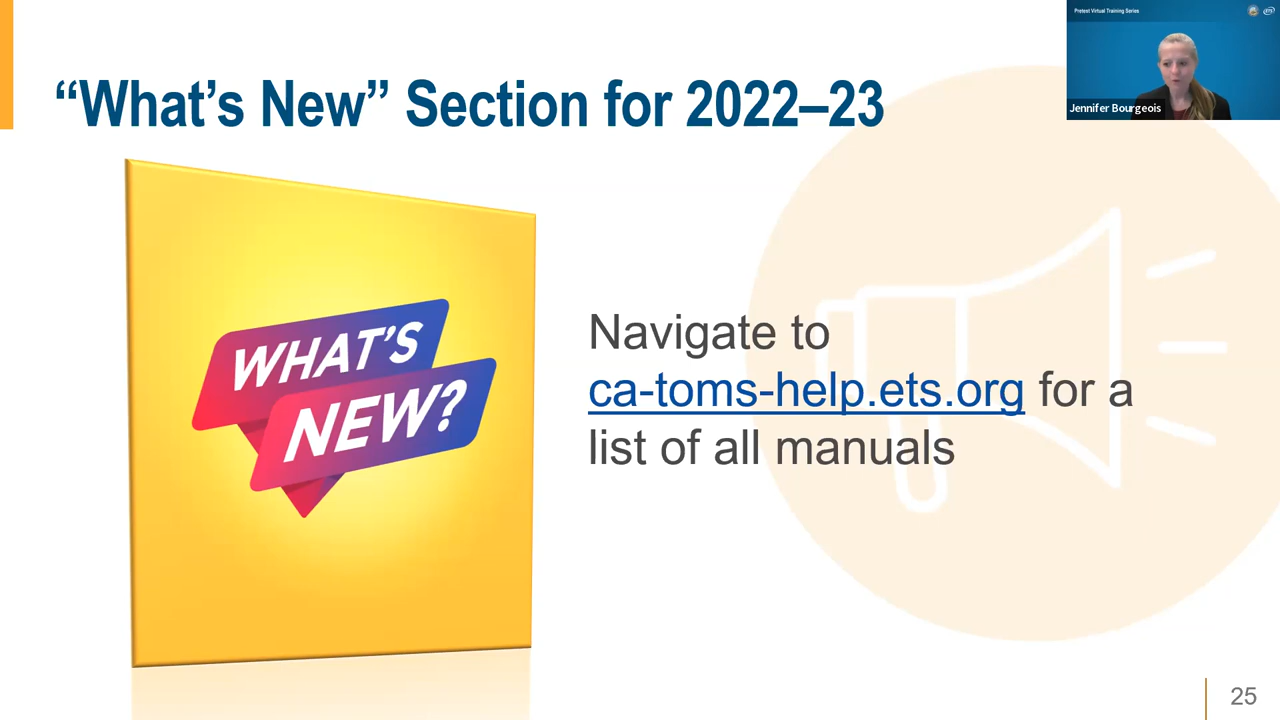 Pretest Virtual Training Series
ETS
Jennifer Bourgeois
“What’s New” Section for 2022–23
WHAT’S
NEW?
Navigate to
ca-toms-help.ets.org for a
list of all manuals
25